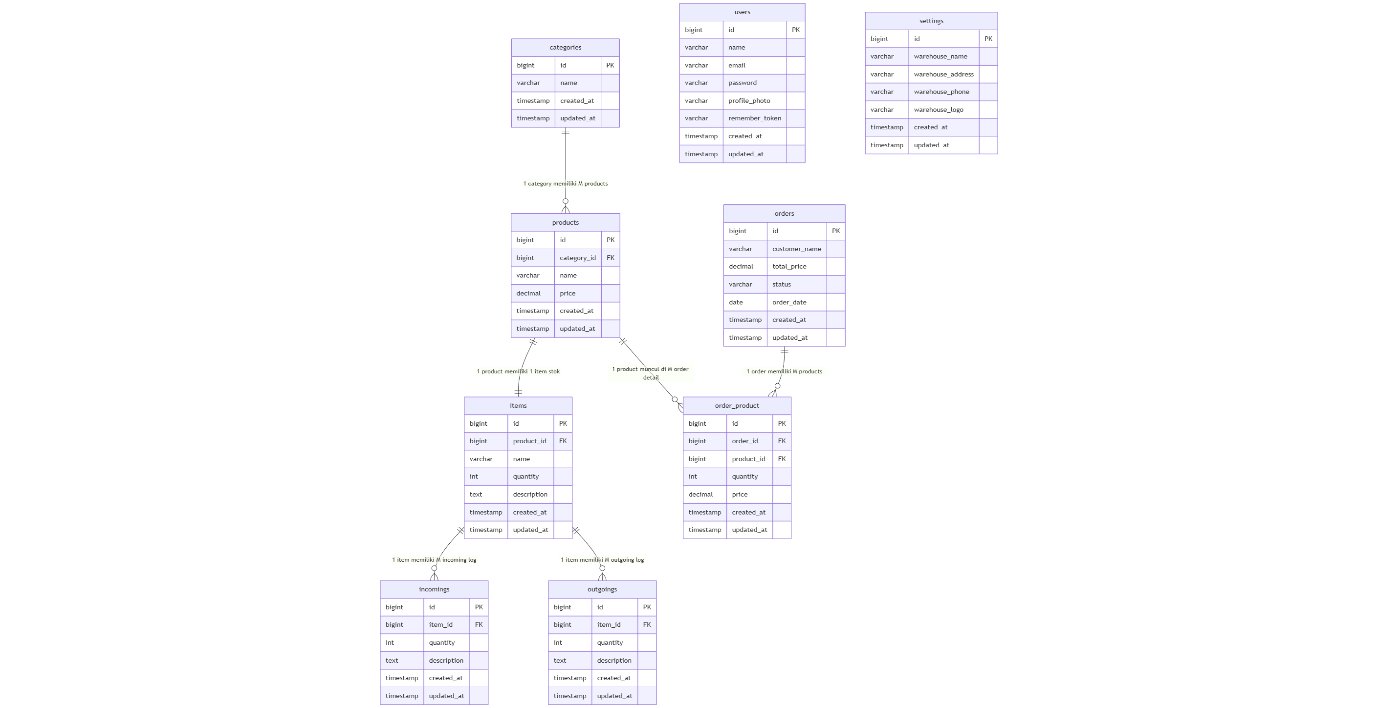 users
bigint id PK
varchar name
varchar email
varchar password
varchar profile_photo
varchar remember_token
timestamp created_at
timestamp updated_at
settings
bigint id PK
varchar warehouse_name
varchar warehouse_address
varchar warehouse_phone
varchar warehouse_logo
timestamp created_at
timestamp updated_at
categories
bigint id PK
varchar name
timestamp created_at
timestamp updated_at
1 category memiliki M products
products
bigint id PK
bigint category_id FK
varchar name
decimal price
timestamp created_at
timestamp updated_at
orders
bigint id PK
varchar customer_name
decimal total_price
varchar status
date order_date
timestamp created_at
timestamp updated_at
1 product memiliki 1 item stok
1 product muncul di M order
detail
1 order memiliki M products
items
bigint id PK
bigint product_id FK
varchar name
int quantity
text description
timestamp created_at
timestamp updated_at
order_product
bigint id PK
bigint order_id FK
bigint product_id FK
int quantity
decimal price
timestamp created_at
timestamp updated_at
1 item memiliki M incoming log
1 item memiliki M outgoing log
incomings
bigint id PK
bigint item_id FK
int quantity
text description
timestamp created_at
timestamp updated_at
outgoings
bigint id PK
bigint item_id FK
int quantity
text description
timestamp created_at
timestamp updated_at